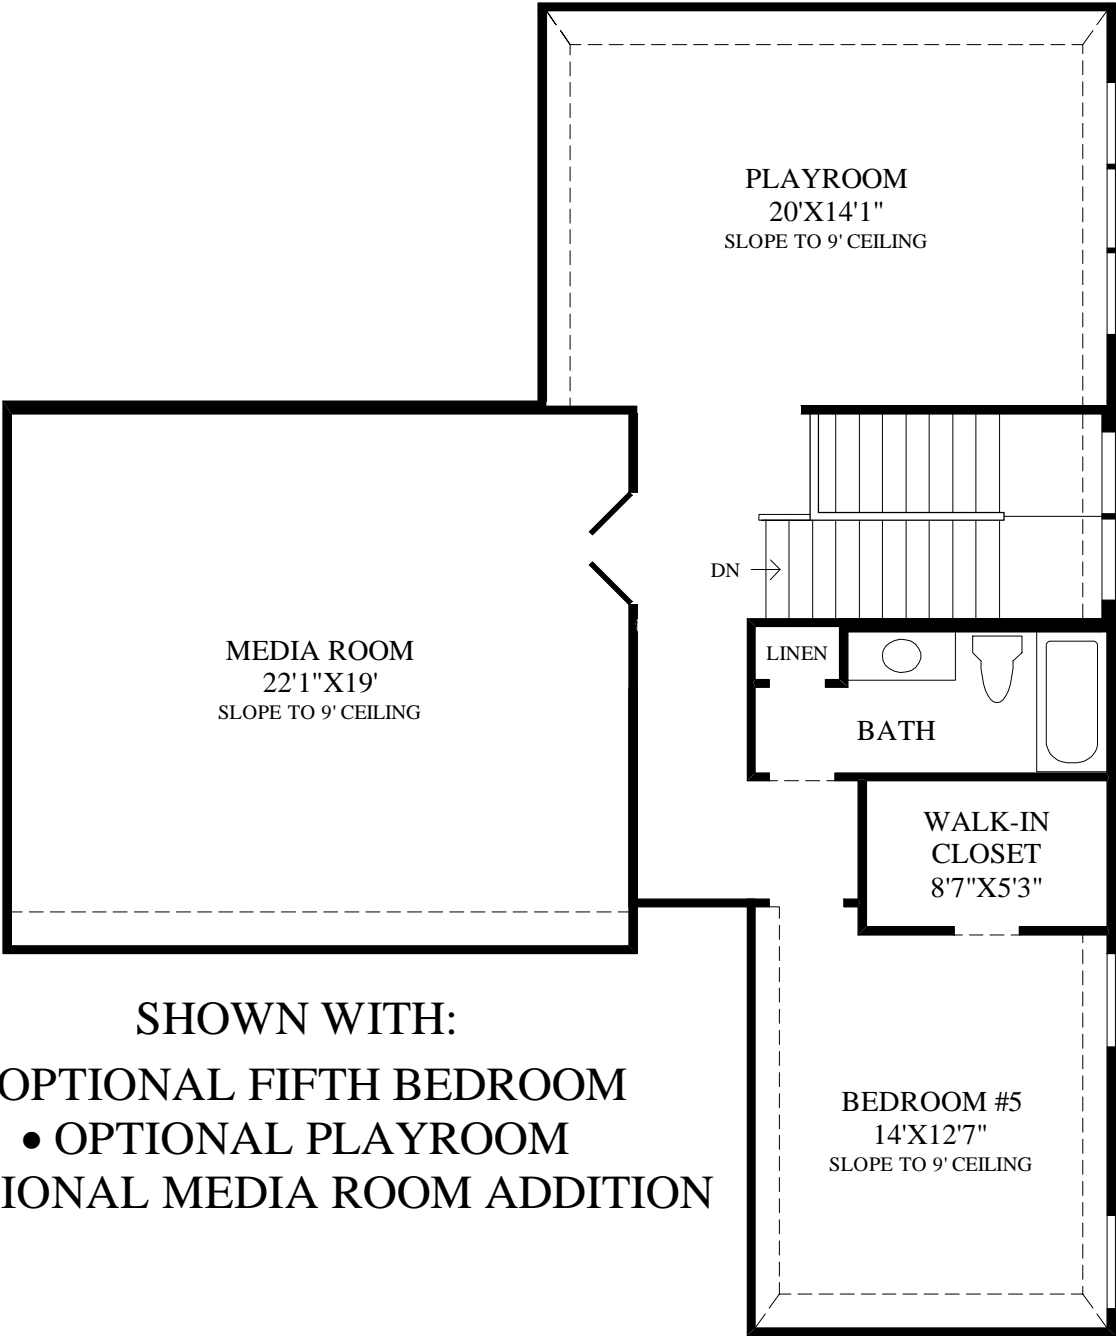 PLAYROOM
20'X14'1"
SLOPE TO 9' CEILING
DN
MEDIA ROOM
22'1"X19'
SLOPE TO 9' CEILING
LINEN
BATH
WALK-IN
CLOSET
8'7"X5'3"
SHOWN WITH:
OPTIONAL FIFTH BEDROOM
• OPTIONAL PLAYROOM
IONAL MEDIA ROOM ADDITION
BEDROOM #5
14'X12'7"
SLOPE TO 9' CEILING